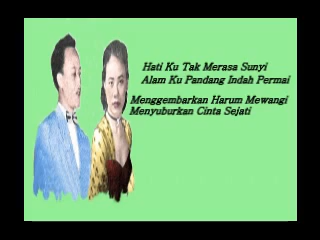 Hati Ku Tak Merasa Sunyi
Alam Ku Pandang Indah Permai
Menggembarkan Harum Mewangi
Menyuburkan Cinta Sejati